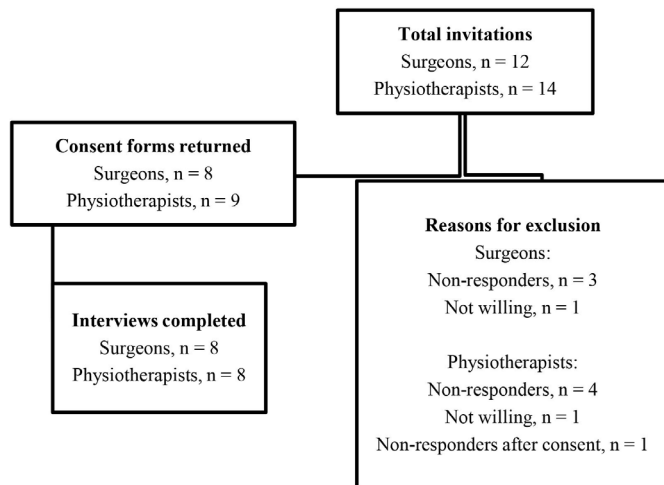 Total invitations
Surgeons, n = 12
Physiotherapists, n = 14
Consent forms returned
Surgeons, n = 8
Physiotherapists, n = 9
Interviews completed
Surgeons, n = 8
Physiotherapists, n = 8
Reasons for exclusion
Surgeons:
Non-responders, n = 3
Not willing, n = 1
Physiotherapists:
Non-responders, n = 4
Not willing, n = 1
Non-responders after consent, n = 1